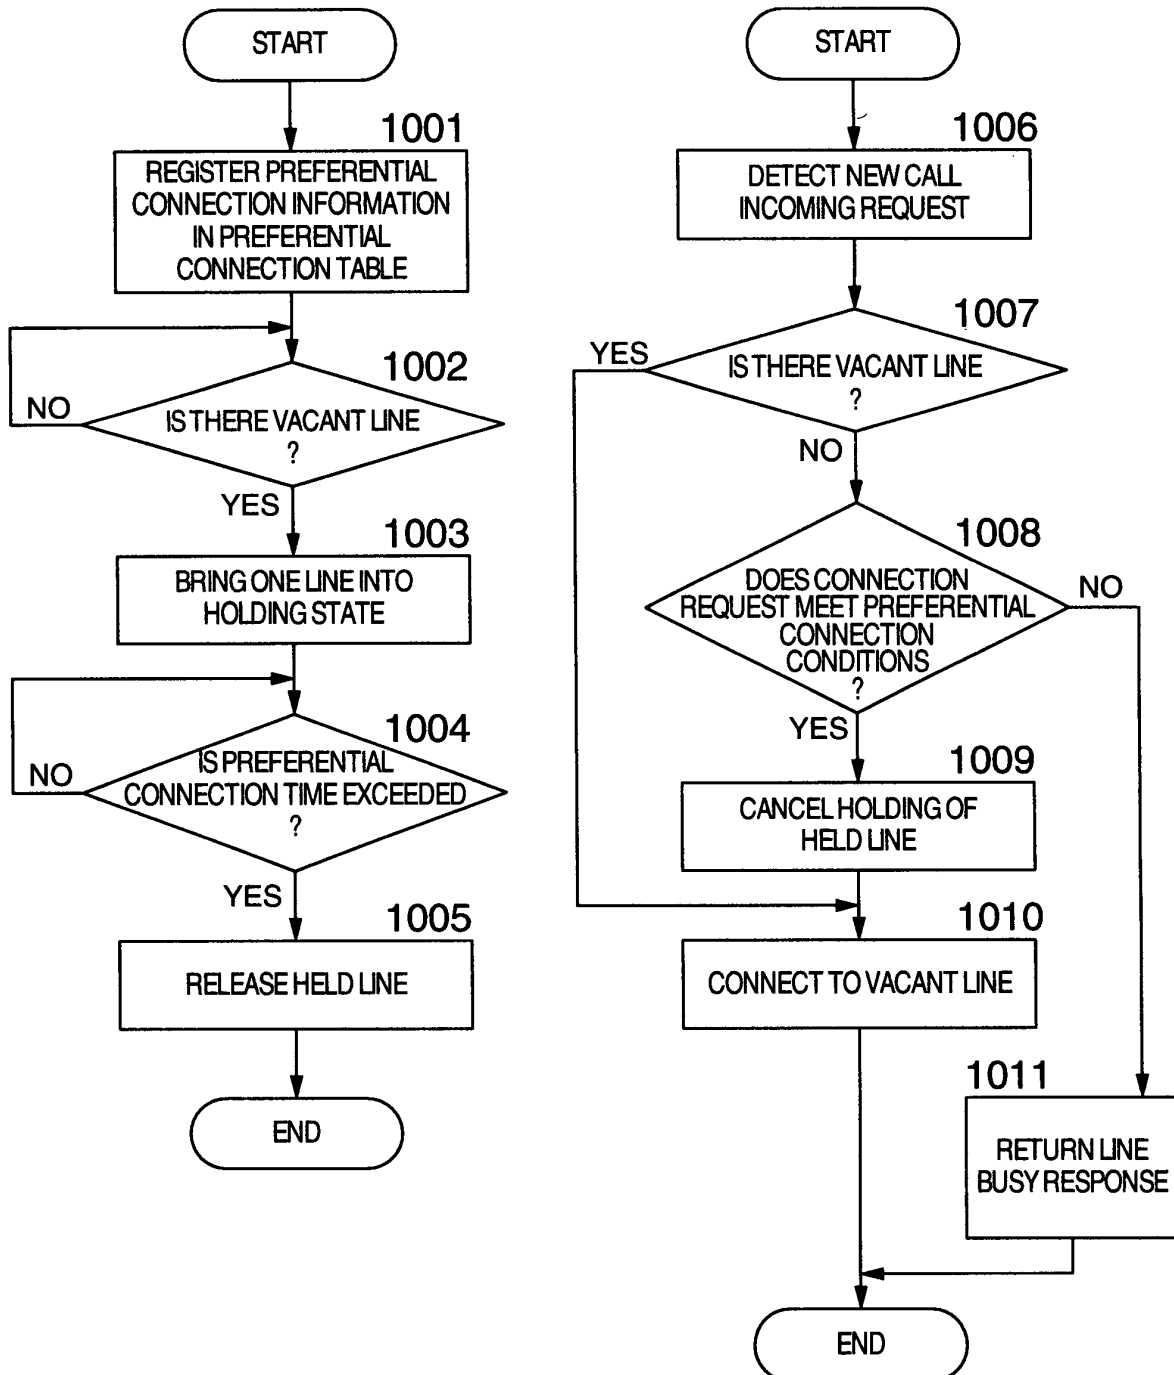 START
1001
REGISTER PREFERENTIAL
CONNECTION INFORMATION
IN PREFERENTIAL
CONNECTION TABLE
1002
NO
IS THERE VACANT LINE
?
YES
1003
BRING ONE LINE INTO
HOLDING STATE
1004
NO
IS PREFERENTIAL
CONNECTION TIME EXCEEDED
?
YES
1005
RELEASE HELD LINE
END
START
1006
DETECT NEW CALL
INCOMING REQUEST
1007
YES
IS THERE VACANT LINE
?
NO
1008
DOES CONNECTION
REQUEST MEET PREFERENTIAL
CONNECTION
CONDITIONS
?
NO
YES
1009
CANCEL HOLDING OF
HELD LINE
1010
CONNECT TO VACANT LINE
1011
RETURN LINE
BUSY RESPONSE
END